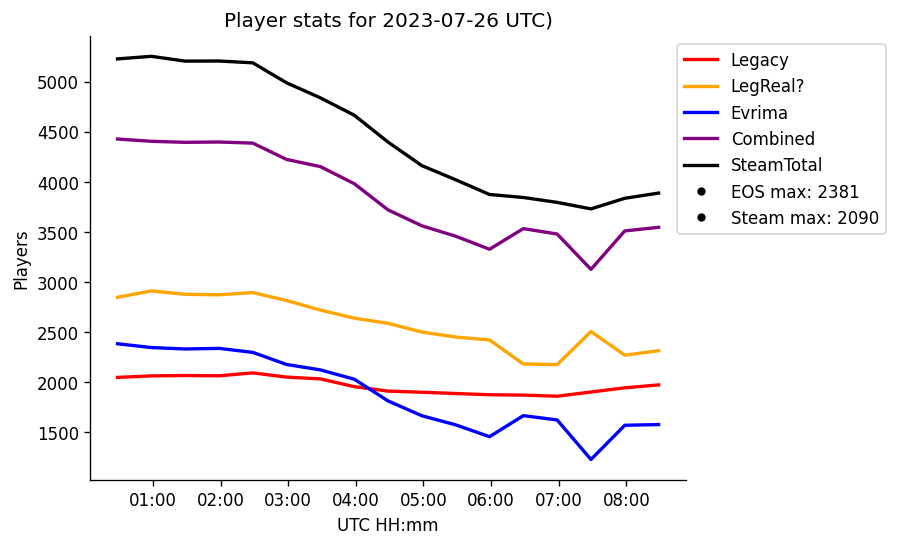 Player stats for 2023-07-26 UTC)
Legacy
LegReal?
Evrima
Combined
SteamTotal
EOS max: 2381
Steam max: 2090
Players
5000
4500
4000
3500
3000
2500
2000
1500
01:00 02:00 03:00 04:00 05:00 06:00 07:00 08:00
UTC HH:mm